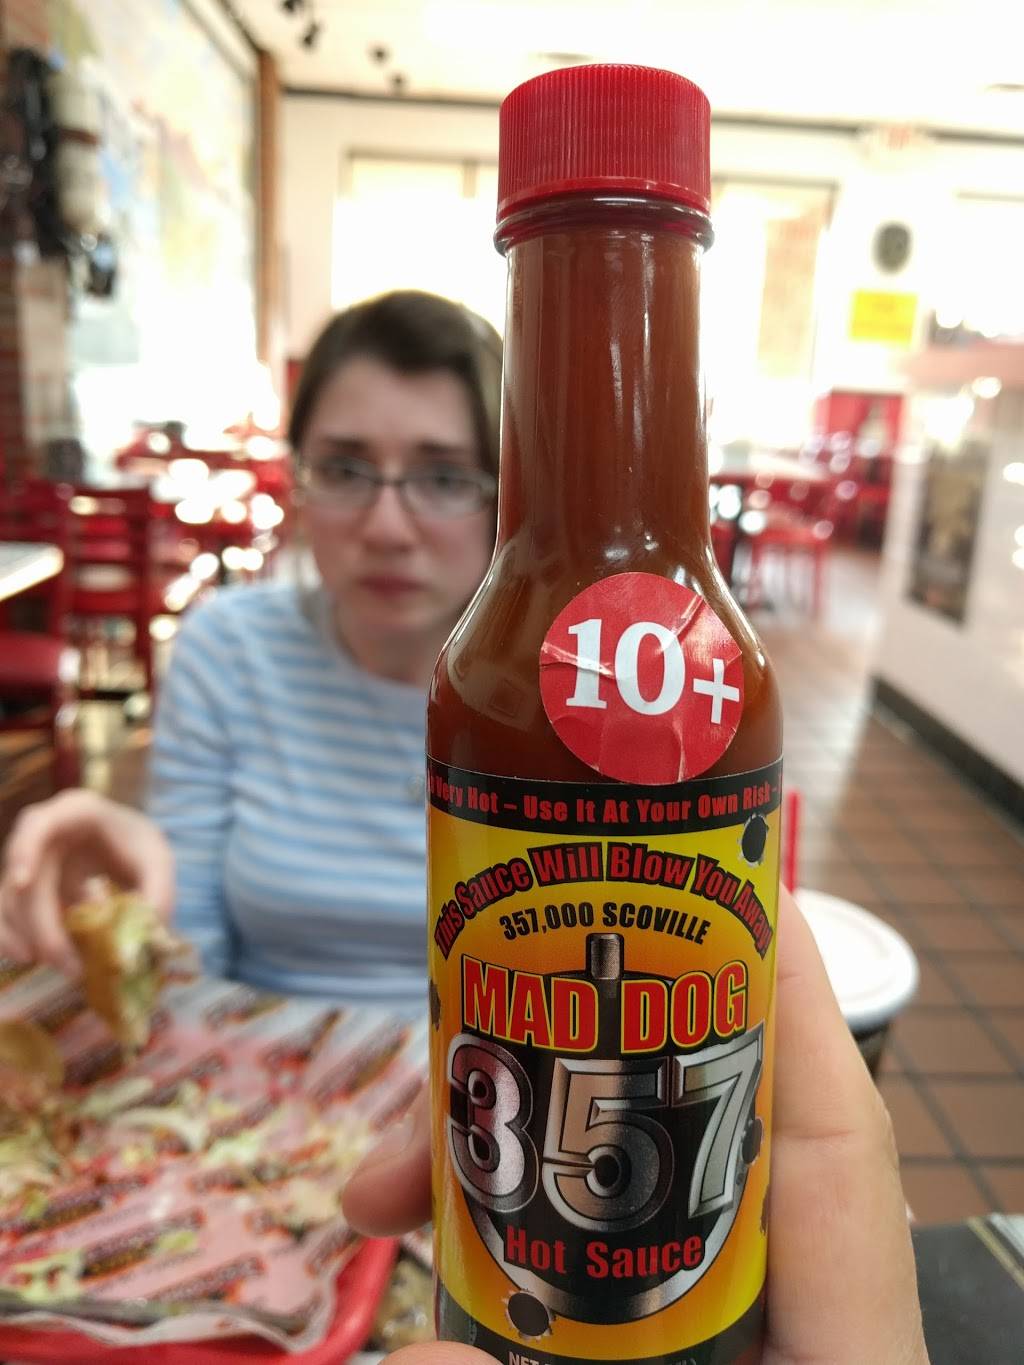 10+
Very Hot – Use It At Your Own Risk –
This Sauce Will Blow You Away!
357,000 SCOVILLE
MAD DOG
357
Hot Sauce
NET